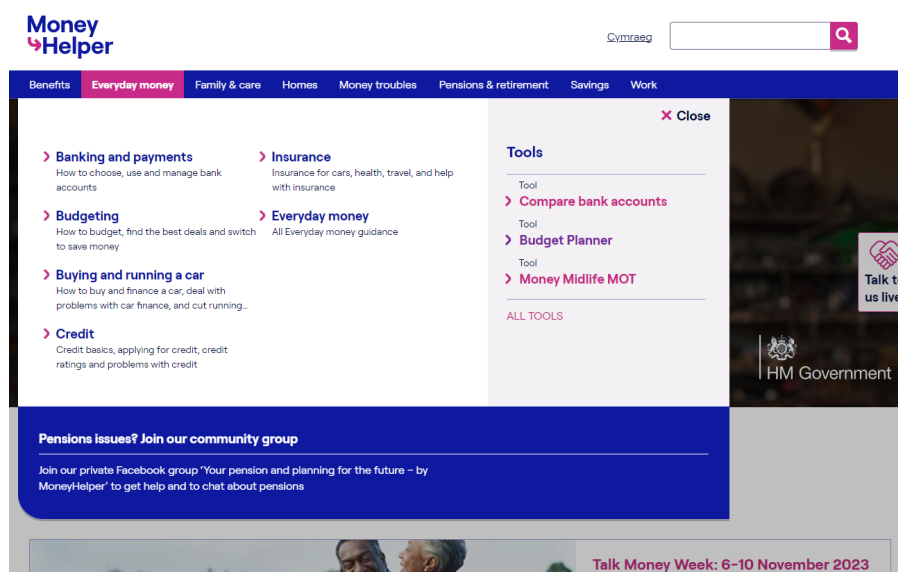 Money
Helper
Cymraeg
Benefits Everyday money Family & care Homes Money troubles Pensions & retirement Savings Work
Close
Banking and payments
How to choose, use and manage bank
accounts
Budgeting
How to budget, find the best deals and switch
to save money
Buying and running a car
How to buy and finance a car, deal with
problems with car finance, and cut running...
Credit
Credit basics, applying for credit, credit
ratings and problems with credit
Insurance
Insurance for cars, health, travel, and help
with insurance
Everyday money
All Everyday money guidance
Tools
Tool
Compare bank accounts
Tool
Budget Planner
Tool
Money Midlife MOT
ALL TOOLS
Talk t
us live
HM Government
Pensions issues? Join our community group
Join our private Facebook group ‘Your pension and planning for the future – by
MoneyHelper’ to get help and to chat about pensions
Talk Money Week: 6-10 November 2023